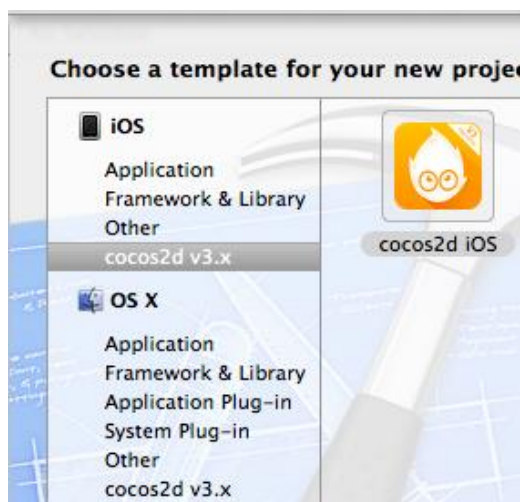 Choose a template for your new projec
iOS
Application
Framework & Library
Other
cocos2d v3.x
OS X
Application
Framework & Library
Application Plug-in
System Plug-in
Other
cocos2d v3.x
cocos2d iOS